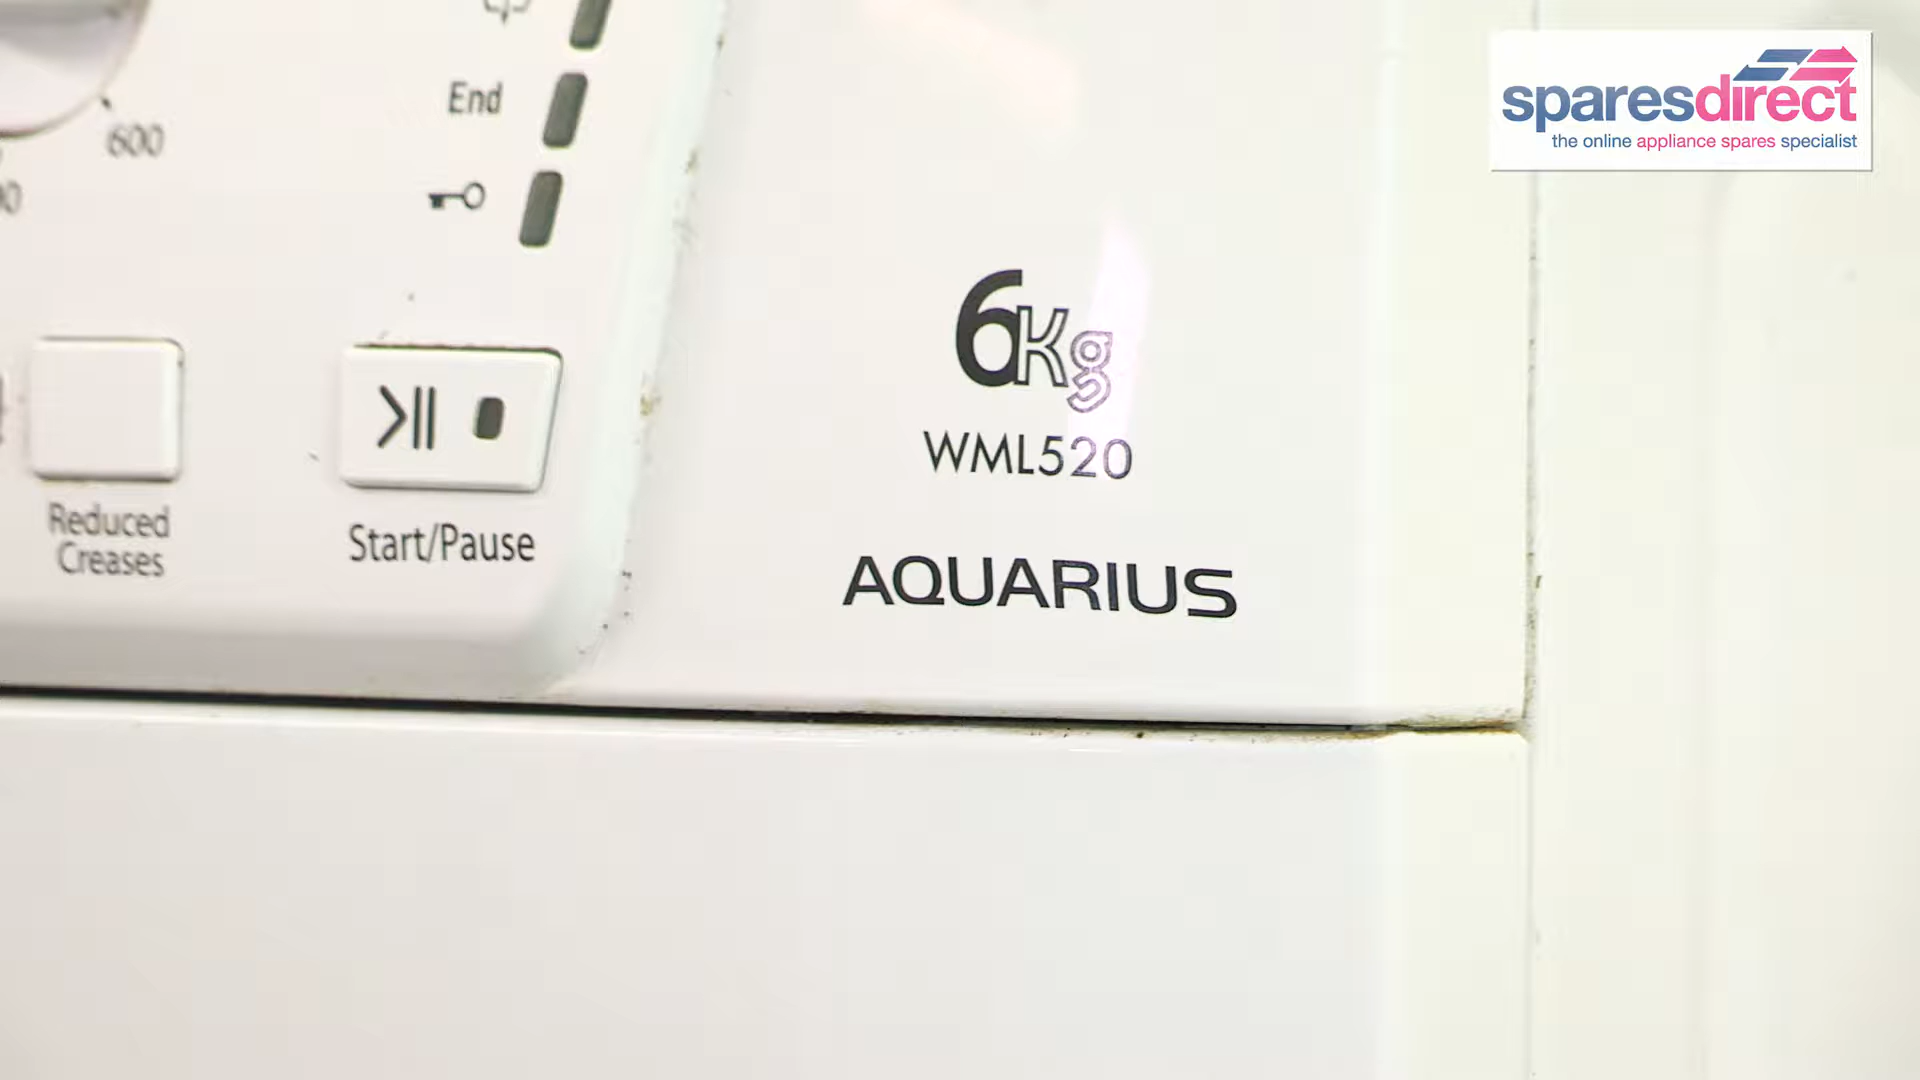 sparesdirect
the online appliance spares specialist
End
600
6Kg
WML520
Reduced
Creases
Start/Pause
AQUARIUS